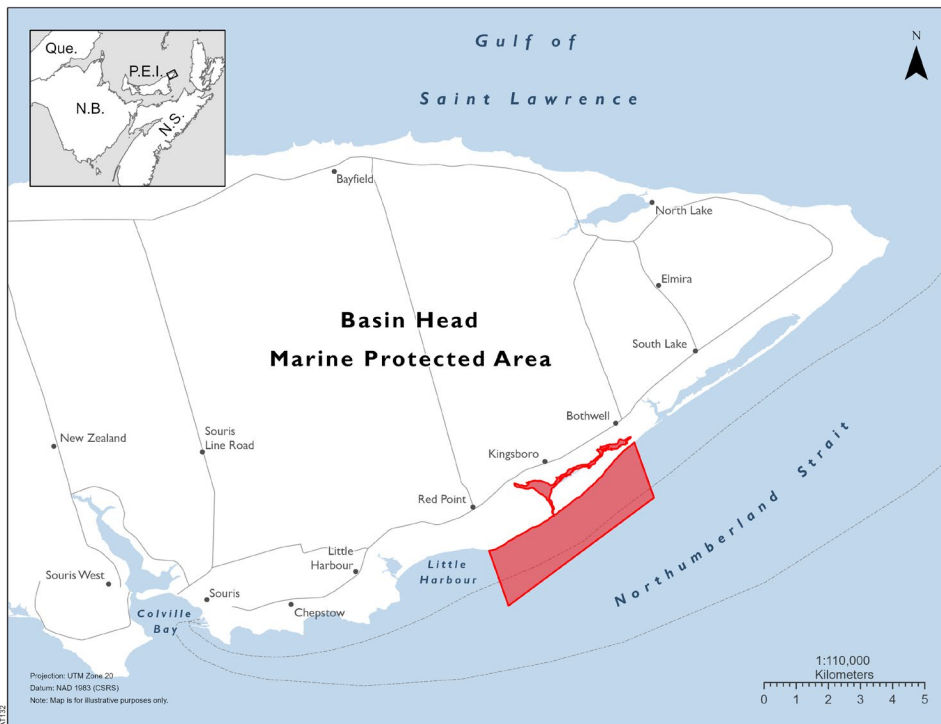 Gulf of
Saint Lawrence
N
Que.
P.E.I.
N.B.
N.S.
Bayfield
North Lake
Elmira
Basin Head
Marine Protected Area
South Lake
Bothwell
New Zealand
Souris
Line Road
Kingsboro
Red Point
Northumberland Strait
Little
Harbour
Little
Harbour
Souris West
Souris
Chepstow
Colville
Bay
Projection: UTM Zone 20
Datum: NAD 1983 (CSRS)
Note: Map is for illustrative purposes only.
1:110,000
Kilometers
0 1 2 3 4 5